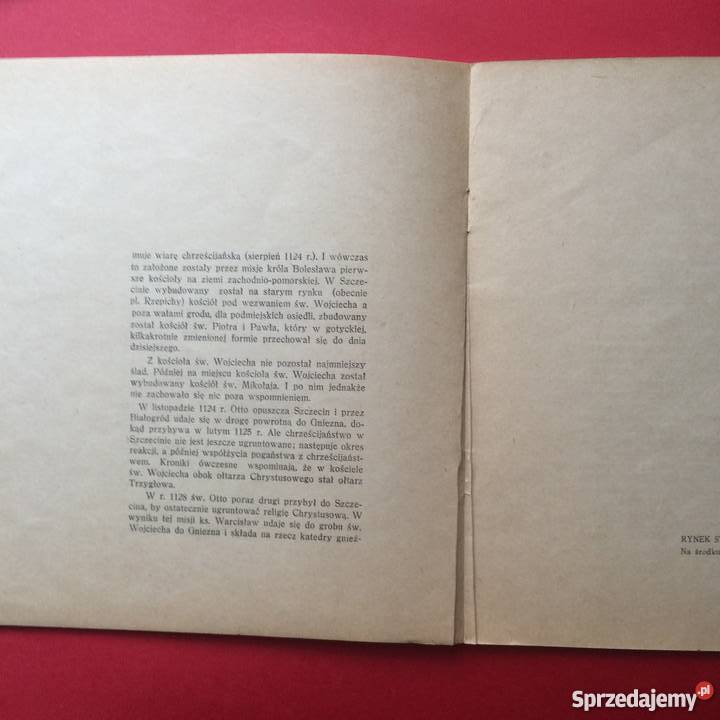 muje wiarę chrześcijańską (sierpień 1124 r.). I wówczas
to założone zostały przez misje króla Bolesława pierw-
sze kościoły na ziemi zachodnio-pomorskiej. W Szcze-
cinie wybudowany został na starym rynku (obecnie
pl. Rzepichy) kościół pod wezwaniem św. Wojciecha a
poza wałami grodu, dla podmiejskich osiedli, zbudowany
został kościół św. Piotra i Pawła, który w gotyckiej,
kilkakrotnie zmienionej formie przechował się do dnia
dzisiejszego.
Z kościoła św. Wojciecha nie pozostał najmniejszy
ślad. Później na miejscu kościoła św. Wojciecha został
wybudowany kościół św. Mikołaja. I po nim jednakże
nie zachowało się nic poza wspomnieniem.
W listopadzie 1124 r. Otto opuszcza Szczecin i przez
Białogród udaje się w drogę powrotną do Gniezna, do-
kąd przybywa w lutym 1125 r. Ale chrześcijaństwo w
Szczecinie nie jest jeszcze ugruntowane; następuje okres
reakcji, a później współżycia pogaństwa z chrześcijańst-
wem. Kroniki ówczesne wspominają, że w kościele
św. Wojciecha obok ołtarza Chrystusowego stał ołtarz
Trzygłowa.
W r. 1128 św. Otto poraz drugi przybył do Szcze-
cina, by ostatecznie ugruntować religię Chrystusową. W
wyniku tej misji ks. Warcisław udaje się do grobu św.
Wojciecha do Gniezna i składa na rzecz katedry gnieź-
RYNEK
Na środku
Sprzedajemy.pl